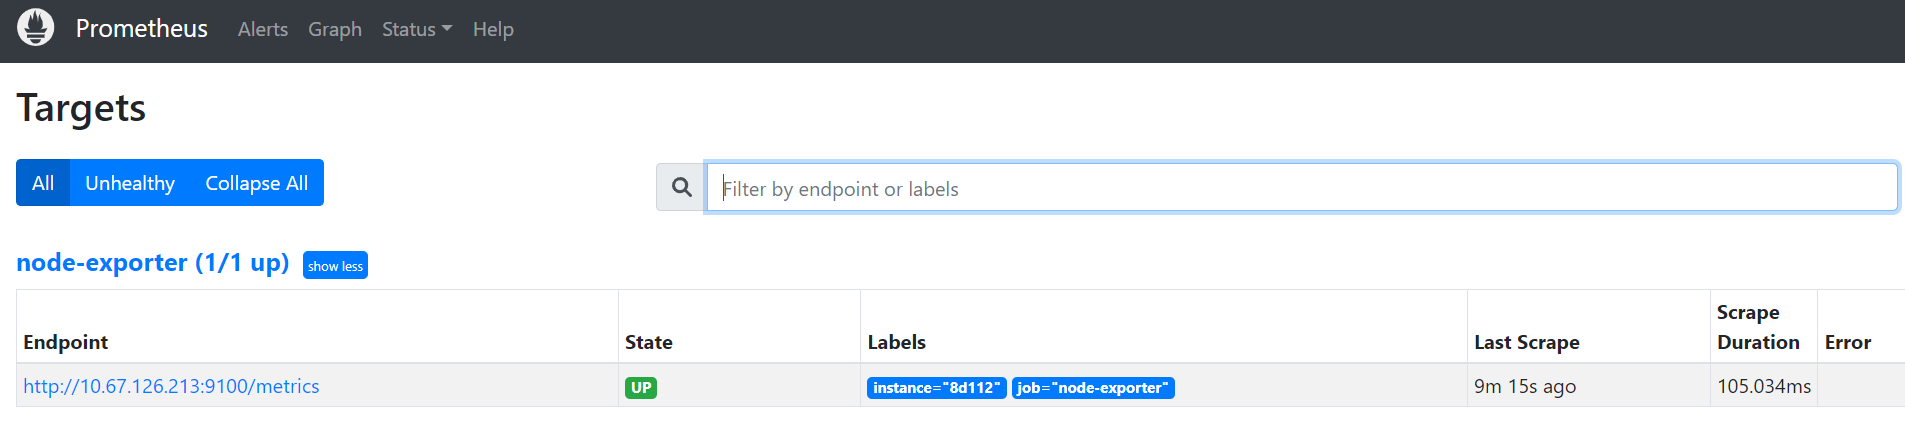 Prometheus Alerts Graph Status Help
Targets
All Unhealthy Collapse All
Filter by endpoint or labels
node-exporter (1/1 up) show less
Endpoint State Labels Last Scrape Scrape Duration Error
http://10.67.126.213:9100/metrics UP instance="8d112" job="node-exporter" 9m 15s ago 105.034ms